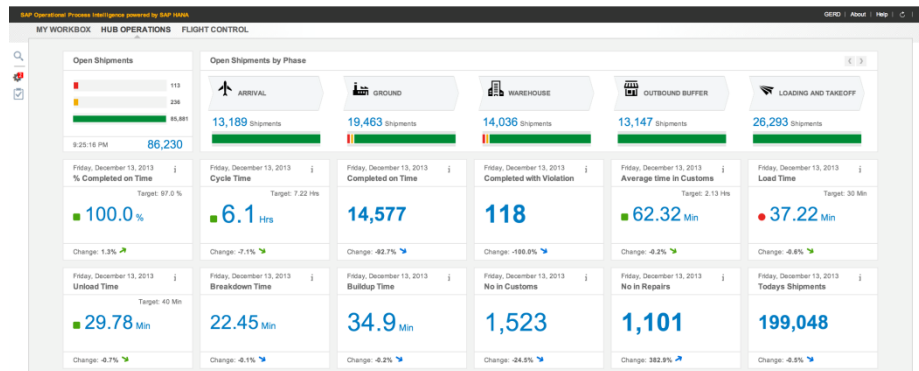 SAP Operational Process Intelligence powered by SAP HANA
GERD | About | Help
MY WORKBOX HUB OPERATIONS FLIGHT CONTROL
Open Shipments
113
236
85,881
9:25:16 PM 86,230
Open Shipments by Phase
ARRIVAL GROUND WAREHOUSE OUTBOUND BUFFER LOADING AND TAKEOFF
13,189 Shipments 19,463 Shipments 14,036 Shipments 13,147 Shipments 26,293 Shipments
Friday, December 13, 2013 i
% Completed on Time
Target: 97.0 %
100.0 %
Change: 1.3%
Friday, December 13, 2013 i
Cycle Time
Target: 7.22 Hrs
6.1 Hrs
Change: -7.1%
Friday, December 13, 2013 i
Completed on Time
14,577
Change: -92.7%
Friday, December 13, 2013 i
Completed with Violation
118
Change: -100.0%
Friday, December 13, 2013 i
Average time in Customs
Target: 2.13 Hrs
62.32 Min
Change: -0.2%
Friday, December 13, 2013 i
Load Time
Target: 30 Min
37.22 Min
Change: -0.6%
Friday, December 13, 2013 i
Unload Time
Target: 40 Min
29.78 Min
Change: -0.7%
Friday, December 13, 2013 i
Breakdown Time
22.45 Min
Change: -0.1%
Friday, December 13, 2013 i
Buildup Time
34.9 Min
Change: -0.2%
Friday, December 13, 2013 i
No in Customs
1,523
Change: -24.5%
Friday, December 13, 2013 i
No in Repairs
1,101
Change: 362.9%
Friday, December 13, 2013 i
Todays Shipments
199,048
Change: -0.5%